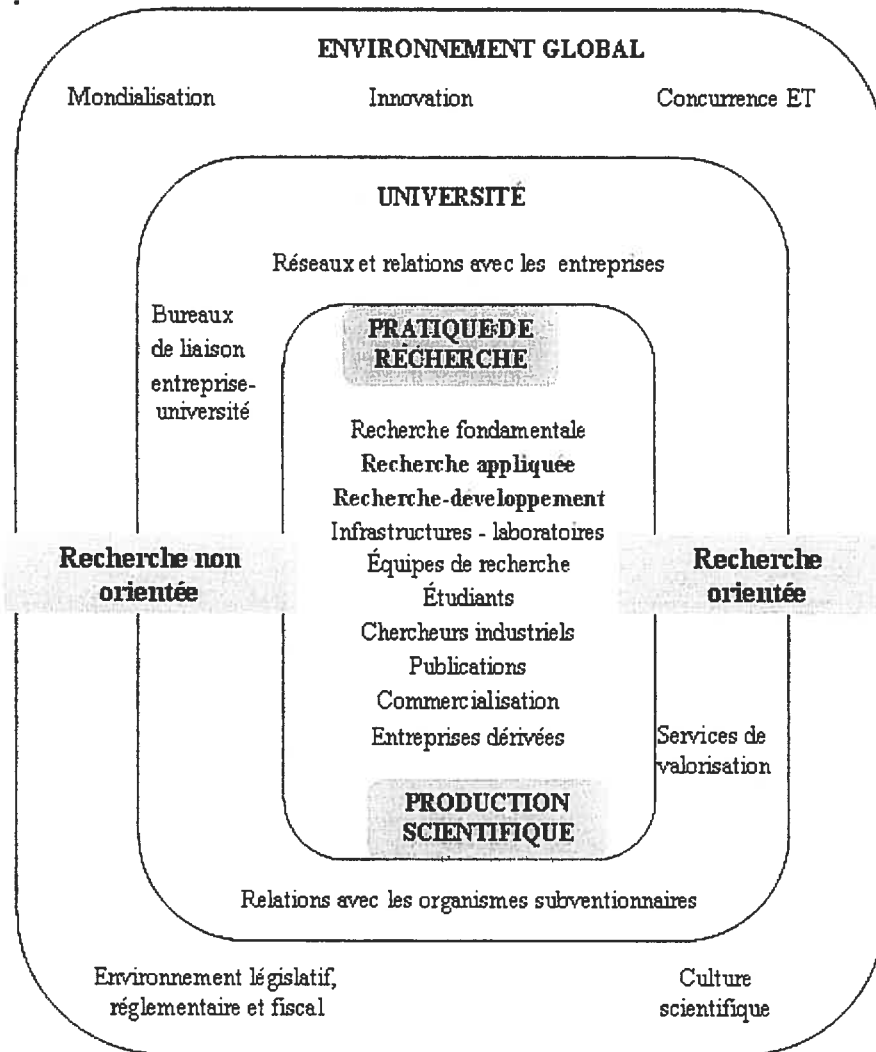 ENVIRONNEMENT GLOBAL
Mondialisation
Innovation
Concurrence ET
UNIVERSITÉ
Réseaux et relations avec les entreprises
Bureaux
de liaison
entreprise-
université
PRATIQUE DE
RECHERCHE
Recherche fondamentale
Recherche appliquée
Recherche-développement
Infrastructures - laboratoires
Équipes de recherche
Étudiants
Chercheurs industriels
Publications
Commercialisation
Entreprises dérivées
Recherche non
orientée
Recherche
orientée
Services de
valorisation
PRODUCTION
SCIENTIFIQUE
Relations avec les organismes subventionnaires
Environnement législatif,
réglementaire et fiscal
Culture
scientifique